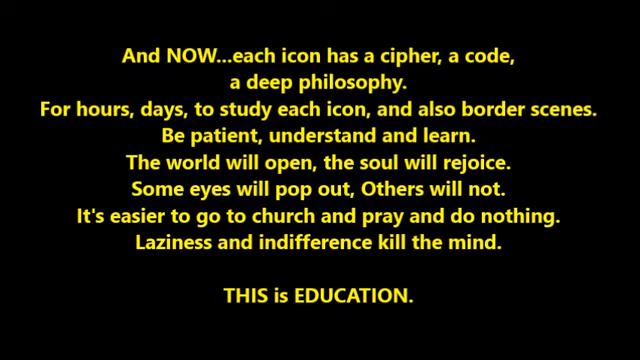 And NOW...each icon has a cipher, a code,
a deep philosophy.
For hours, days, to study each icon, and also border scenes.
Be patient, understand and learn.
The world will open, the soul will rejoice.
Some eyes will pop out, Others will not.
It's easier to go to church and pray and do nothing.
Laziness and indifference kill the mind.
THIS is EDUCATION.